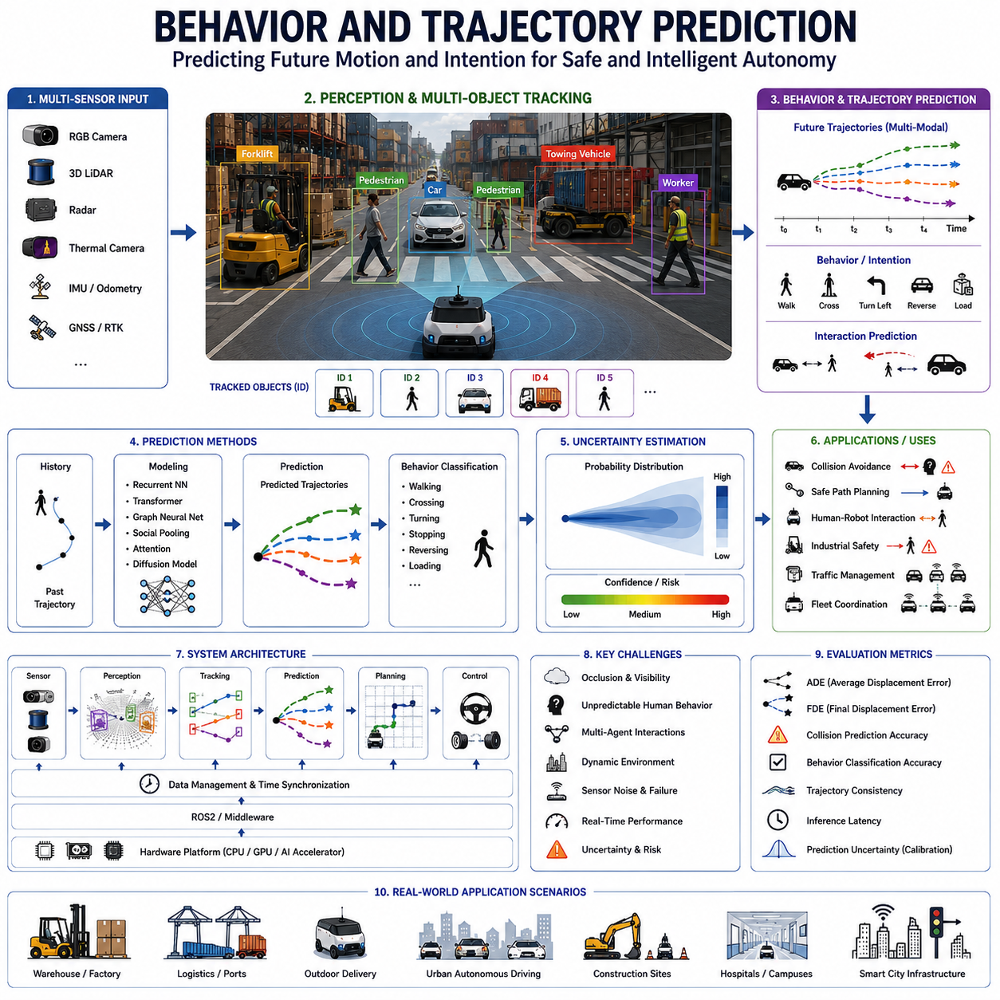 BEHAVIOR AND TRAJECTORY PREDICTION
Predicting Future Motion and Intention for Safe and Intelligent Autonomy
1. MULTI-SENSOR INPUT
RGB Camera
3D LiDAR
Radar
Thermal Camera
IMU / Odometry
GNSS / RTK
...
2. PERCEPTION & MULTI-OBJECT TRACKING
Forklift
Pedestrian
Car
Pedestrian
Towing Vehicle
Worker
TRACKED OBJECTS (ID)
ID 1
ID 2
ID 3
ID 4
ID 5
...
3. BEHAVIOR & TRAJECTORY PREDICTION
Future Trajectories (Multi-Modal)
t₀ t₁ t₂ t₃ t₄ Time
Behavior / Intention
Walk
Cross
Turn Left
Reverse
Load
Interaction Prediction
4. PREDICTION METHODS
History
Past
Trajectory
Modeling
• Recurrent NN
• Transformer
• Graph Neural Net
• Social Pooling
• Attention
• Diffusion Model
Prediction
Predicted Trajectories
Behavior Classification
• Walking
• Crossing
• Turning
• Stopping
• Reversing
• Loading
...
5. UNCERTAINTY ESTIMATION
Probability Distribution
High
Low
Confidence / Risk
Low Medium High
6. APPLICATIONS / USES
Collision Avoidance
Safe Path Planning
Human-Robot Interaction
Industrial Safety
Traffic Management
Fleet Coordination
7. SYSTEM ARCHITECTURE
Sensor
Perception
Tracking
Prediction
Planning
Control
Data Management & Time Synchronization
ROS2 / Middleware
Hardware Platform (CPU / GPU / AI Accelerator)
8. KEY CHALLENGES
Occlusion & Visibility
Unpredictable Human Behavior
Multi-Agent Interactions
Dynamic Environment
Sensor Noise & Failure
Real-Time Performance
Uncertainty & Risk
9. EVALUATION METRICS
ADE (Average Displacement Error)
FDE (Final Displacement Error)
Collision Prediction Accuracy
Behavior Classification Accuracy
Trajectory Consistency
Inference Latency
Prediction Uncertainty (Calibration)
10. REAL-WORLD APPLICATION SCENARIOS
Warehouse / Factory
Logistics / Ports
Outdoor Delivery
Urban Autonomous Driving
Construction Sites
Hospitals / Campuses
Smart City Infrastructure